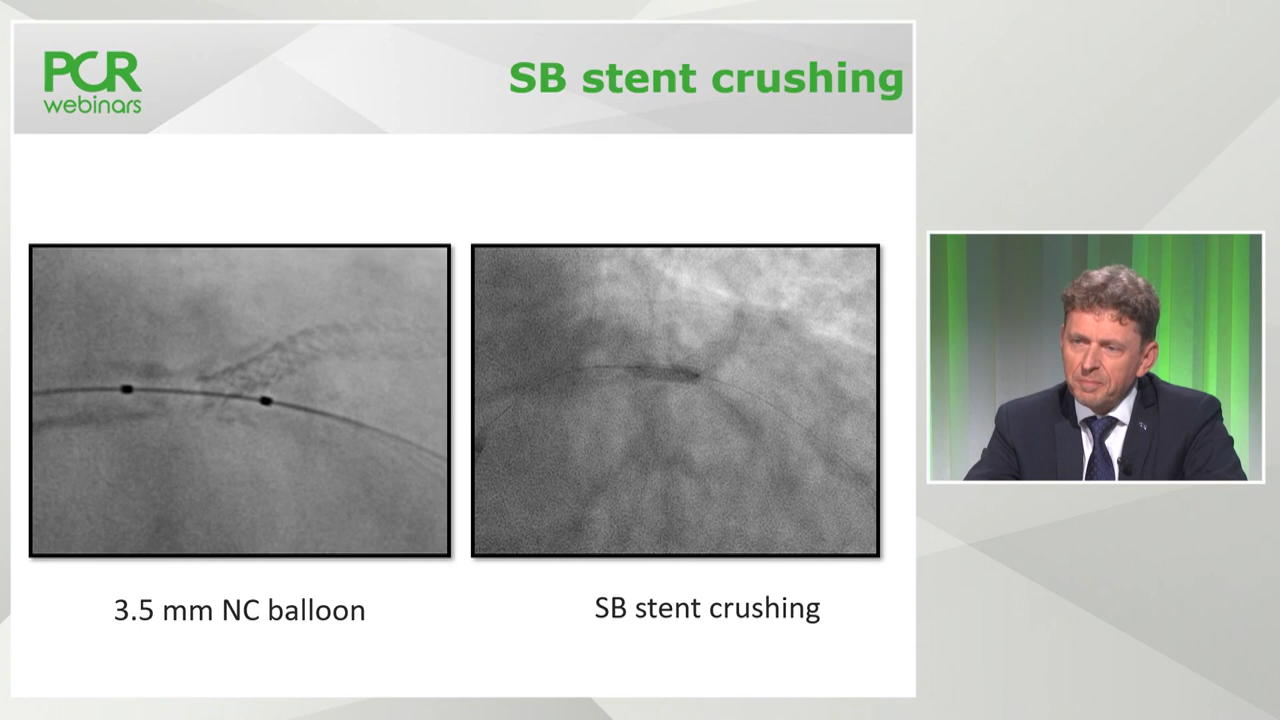 PCR
webinars
SB stent crushing
3.5 mm NC balloon
SB stent crushing